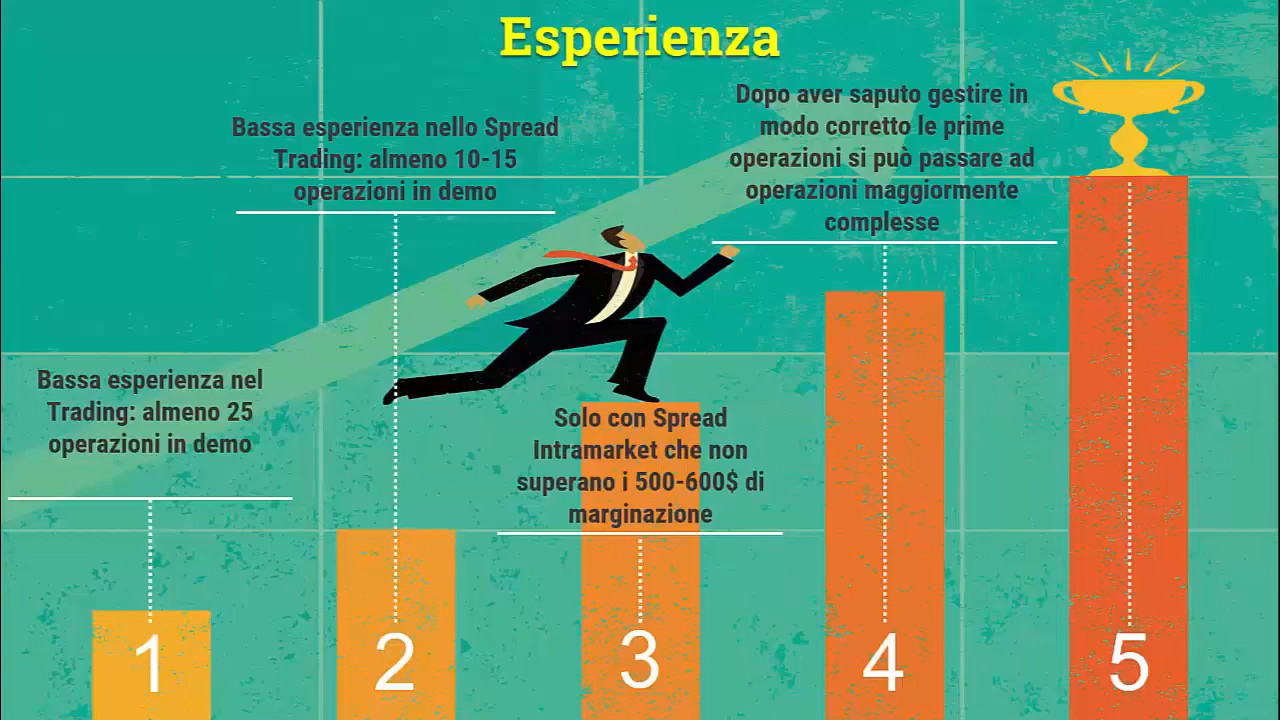 Esperienza
Bassa esperienza nel
Trading: almeno 25
operazioni in demo
1
Bassa esperienza nello Spread
Trading: almeno 10-15
operazioni in demo
2
Solo con Spread
Intramarket che non
superano i 500-600$ di
marginazione
3
Dopo aver saputo gestire in
modo corretto le prime
operazioni si può passare ad
operazioni maggiormente
complesse
4
5